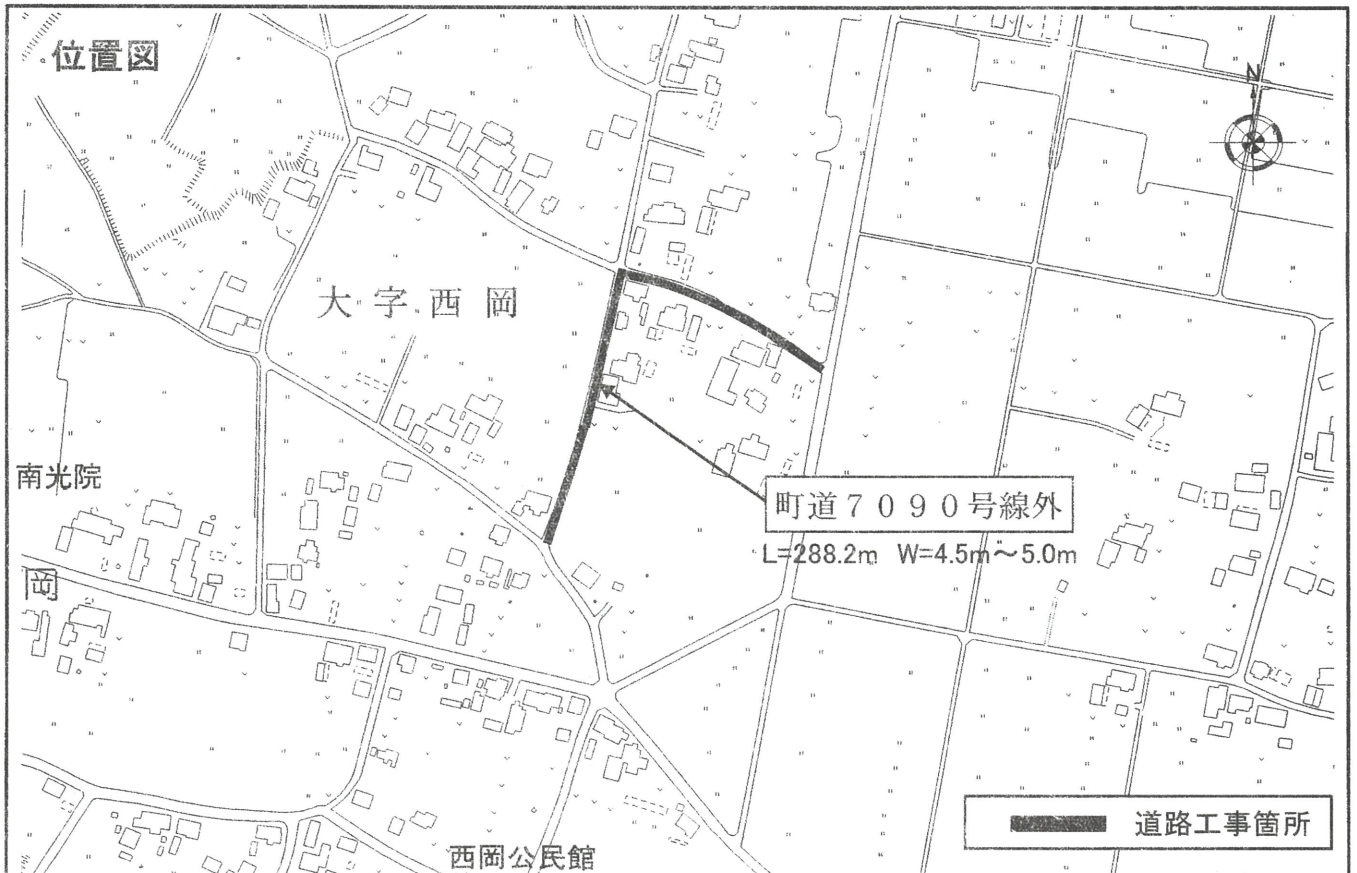 位置図
N
大字西岡
南光院
町道7090号線外
L=288.2m W=4.5m～5.0m
岡
道路工事箇所
西岡公民館